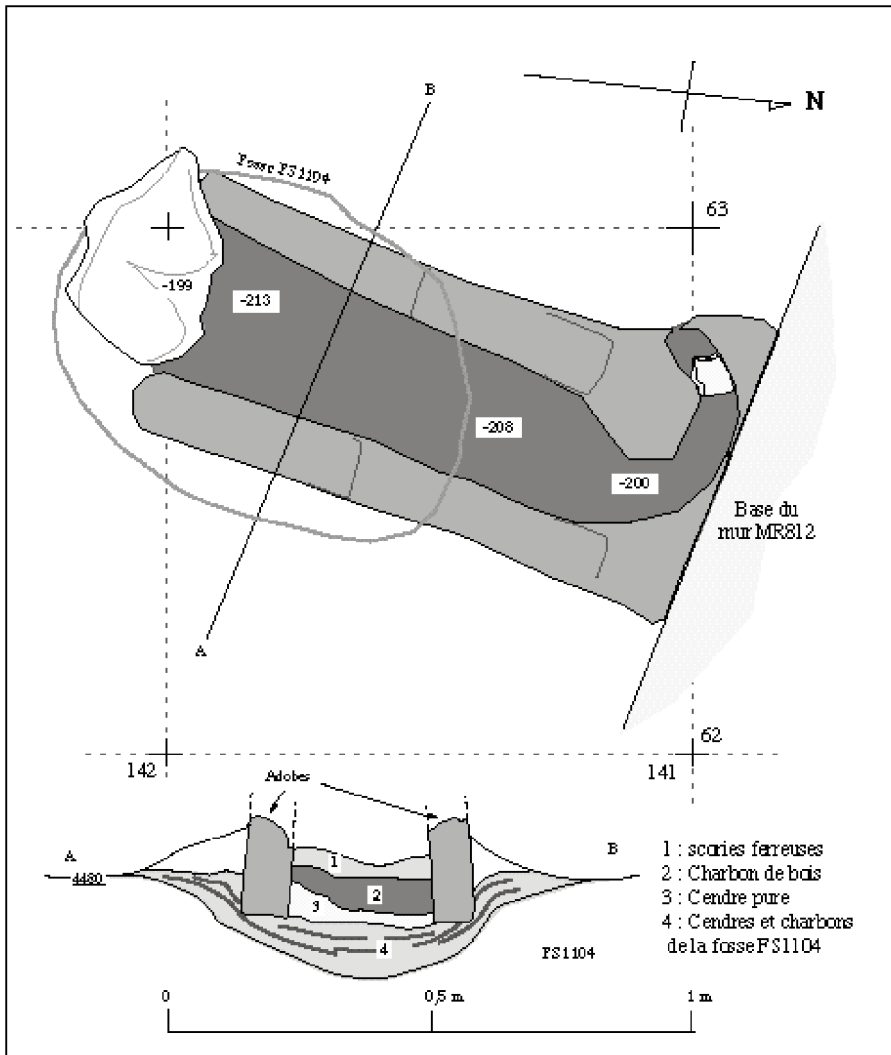 B
N
Fosse FS1104
63
-199
-213
-208
-200
Base du
mur MR812
A
62
142
141
Adobes
A
B
4480
1
2
3
4
FS1104
1 : scories ferreuses
2 : Charbon de bois
3 : Cendre pure
4 : Cendres et charbons
de la fosse FS1104
0
0,5 m
1 m